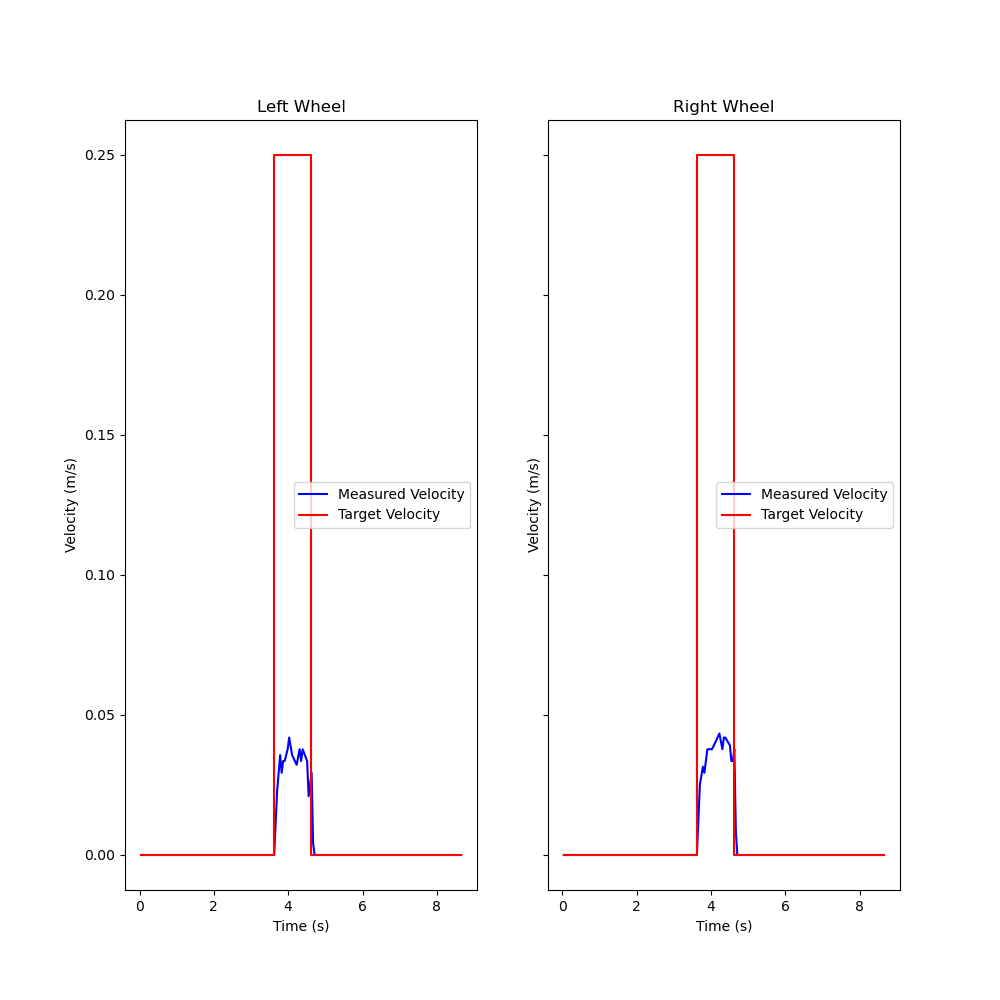 Left Wheel
Right Wheel
0.25
0.20
0.15
0.10
0.05
0.00
Velocity (m/s)
Velocity (m/s)
Measured Velocity
Target Velocity
Measured Velocity
Target Velocity
0 2 4 6 8
0 2 4 6 8
Time (s)
Time (s)